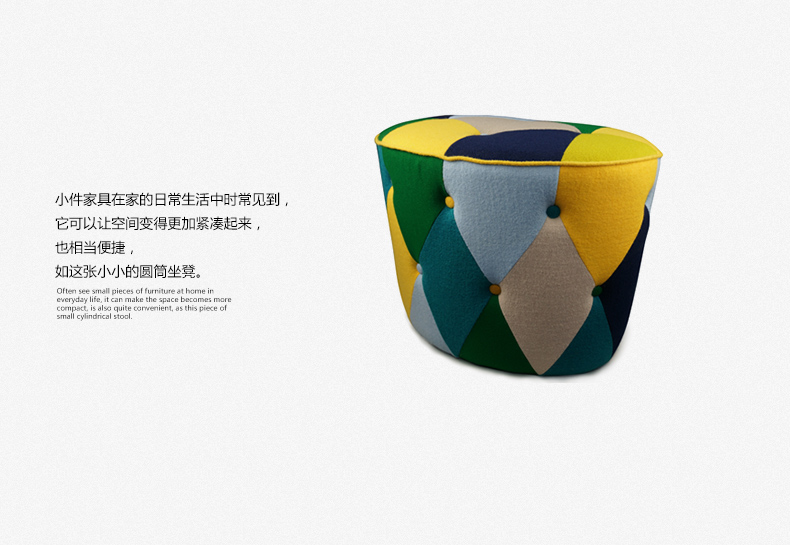 小件家具在家的日常生活中时常见到，
它可以让空间变得更加紧凑起来，
也相当便捷，
如这张小小的圆筒坐凳。
Often see small pieces of furniture at home in
everyday life, it can make the space becomes more
compact, is also quite convenient, as this piece of
small cylindrical stool.